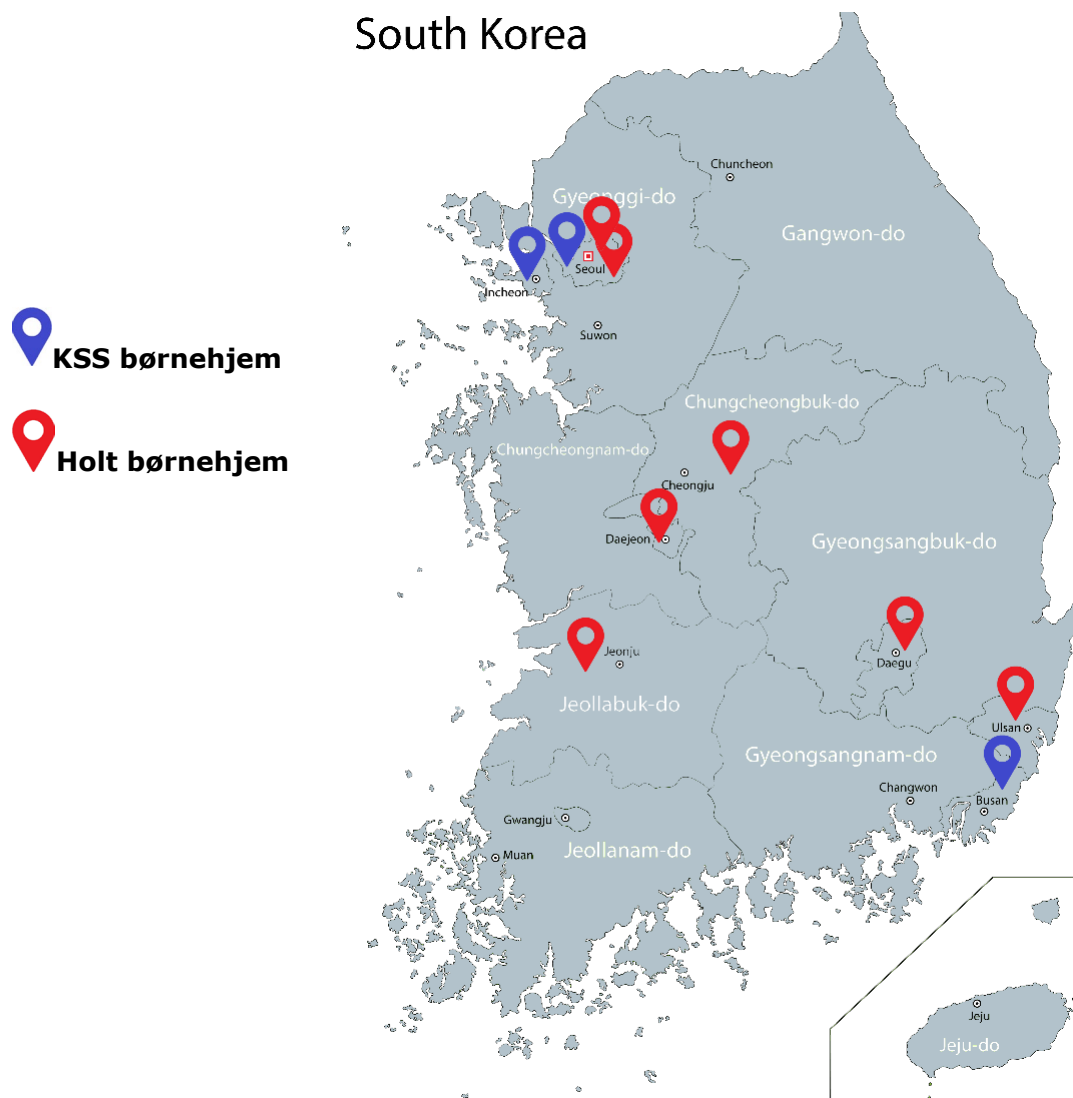 South Korea
Chuncheon
Gyeonggi-do
Gangwon-do
Seoul
Incheon
Suwon
KSS børnehjem
Chungcheongbuk-do
Holt børnehjem
Chungcheongnam-do
Cheongju
Daejeon
Gyeongsangbuk-do
Jeonju
Daegu
Jeollabuk-do
Ulsan
Gyeongsangnam-do
Changwon
Busan
Gwangju
Muan
Jeollanam-do
Jeju
Jeju-do